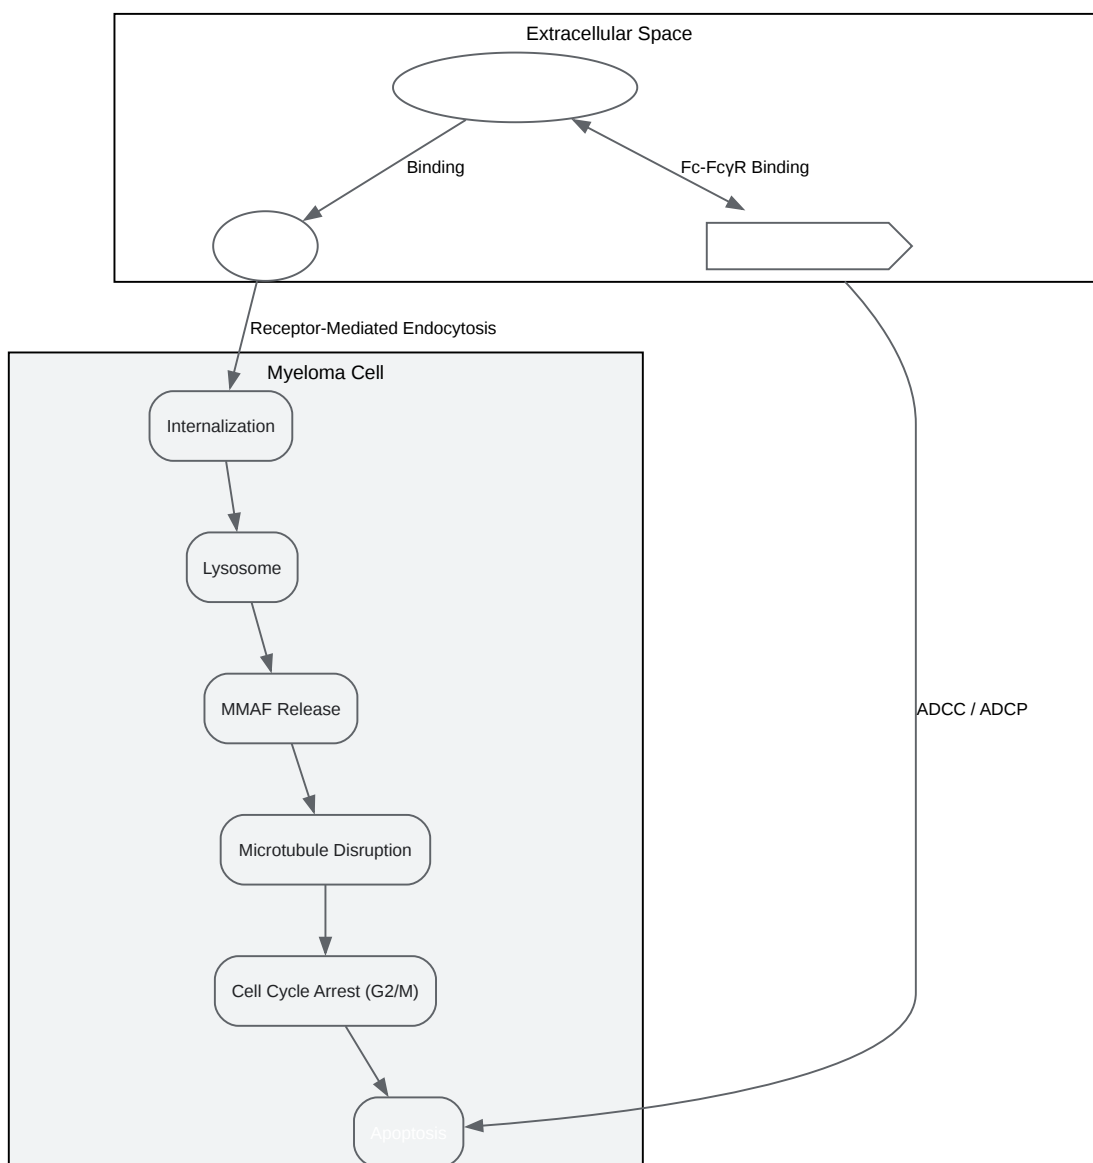 Extracellular Space
Binding
Fc-FcγR Binding
Receptor-Mediated Endocytosis
Myeloma Cell
Internalization
Lysosome
MMAF Release
ADCC / ADCP
Microtubule Disruption
Cell Cycle Arrest (G2/M)
Apoptosis